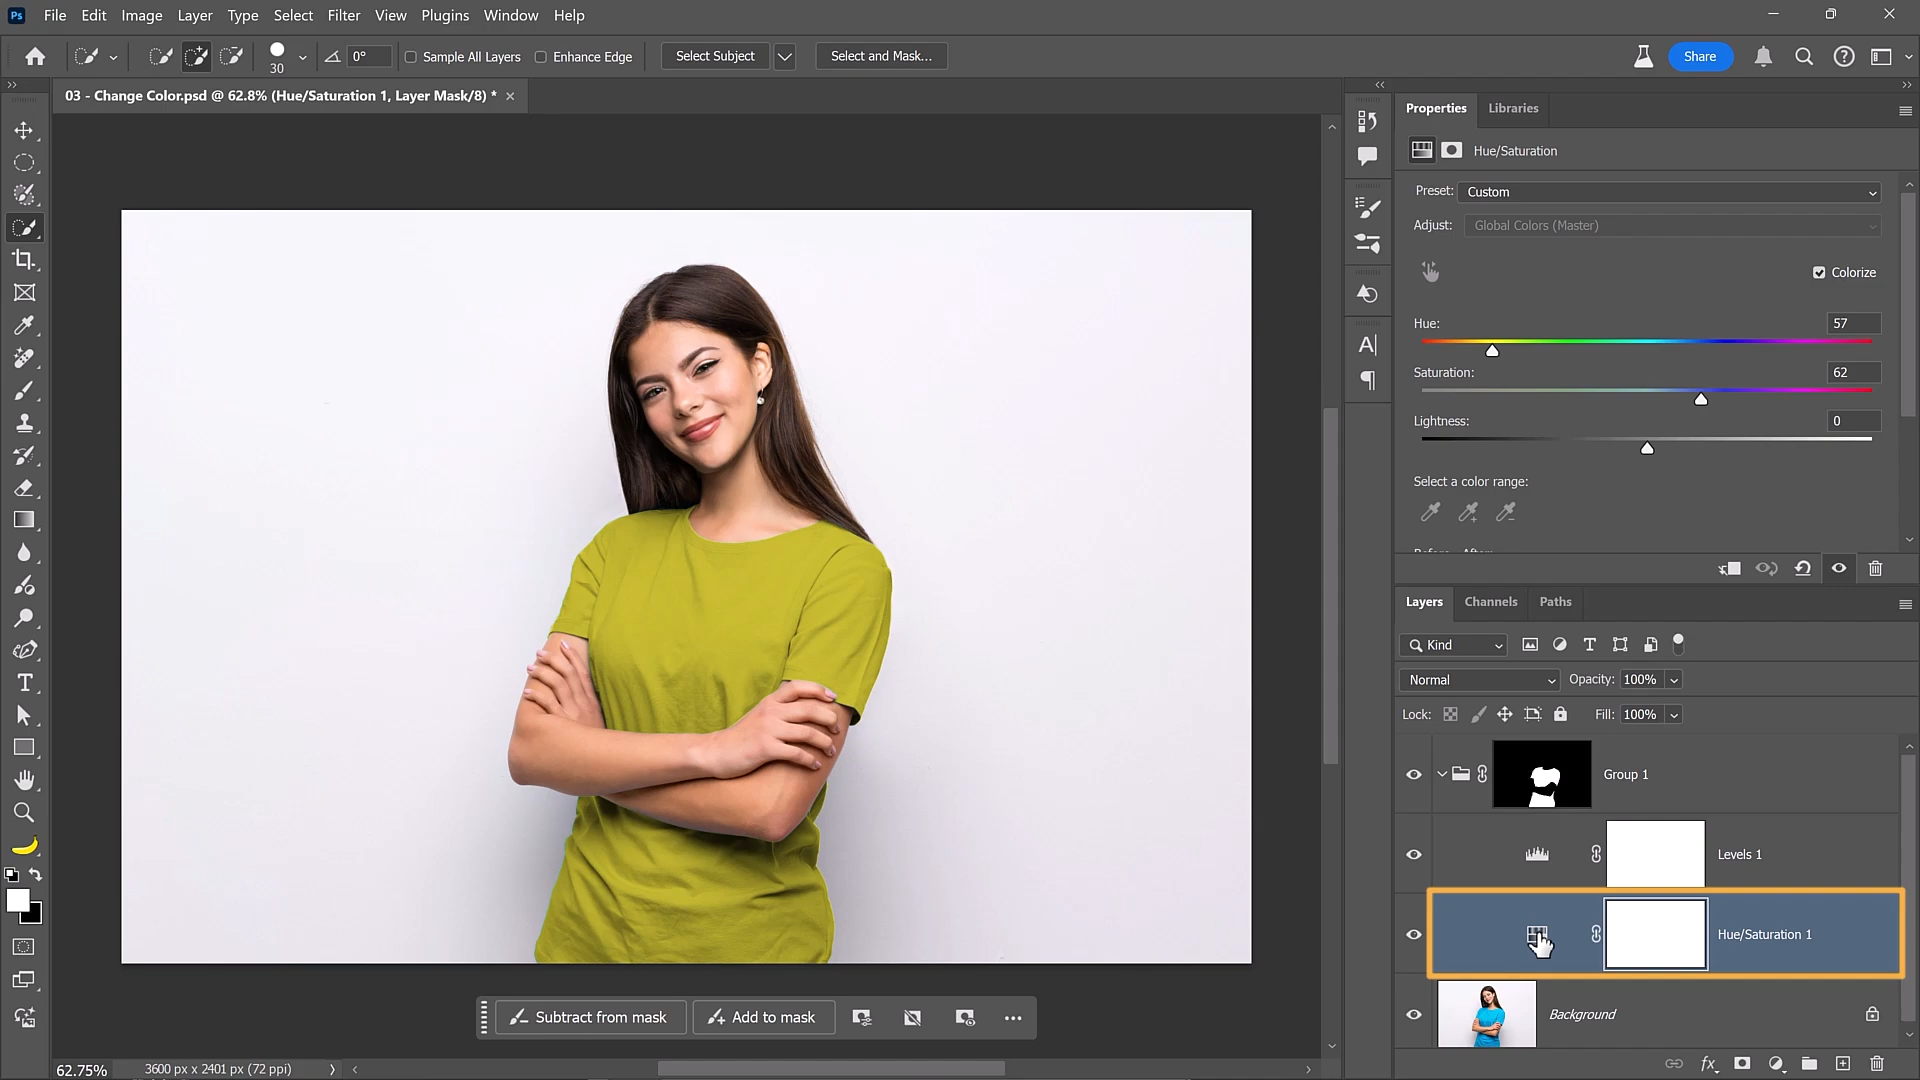 Ps File Edit Image Layer Type Select Filter View Plugins Window Help
30 0° Sample All Layers Enhance Edge Select Subject Select and Mask... Share
03 - Change Color.psd @ 62.8% (Hue/Saturation 1, Layer Mask/8) *
Properties Libraries
Hue/Saturation
Preset: Custom
Adjust: Global Colors (Master)
Colorize
Hue: 57
Saturation: 62
Lightness: 0
Select a color range:
Layers Channels Paths
Kind
Normal Opacity: 100%
Lock: Fill: 100%
Group 1
Levels 1
Hue/Saturation 1
Background
Subtract from mask Add to mask
62.75% 3600 px x 2401 px (72 ppi)
fx